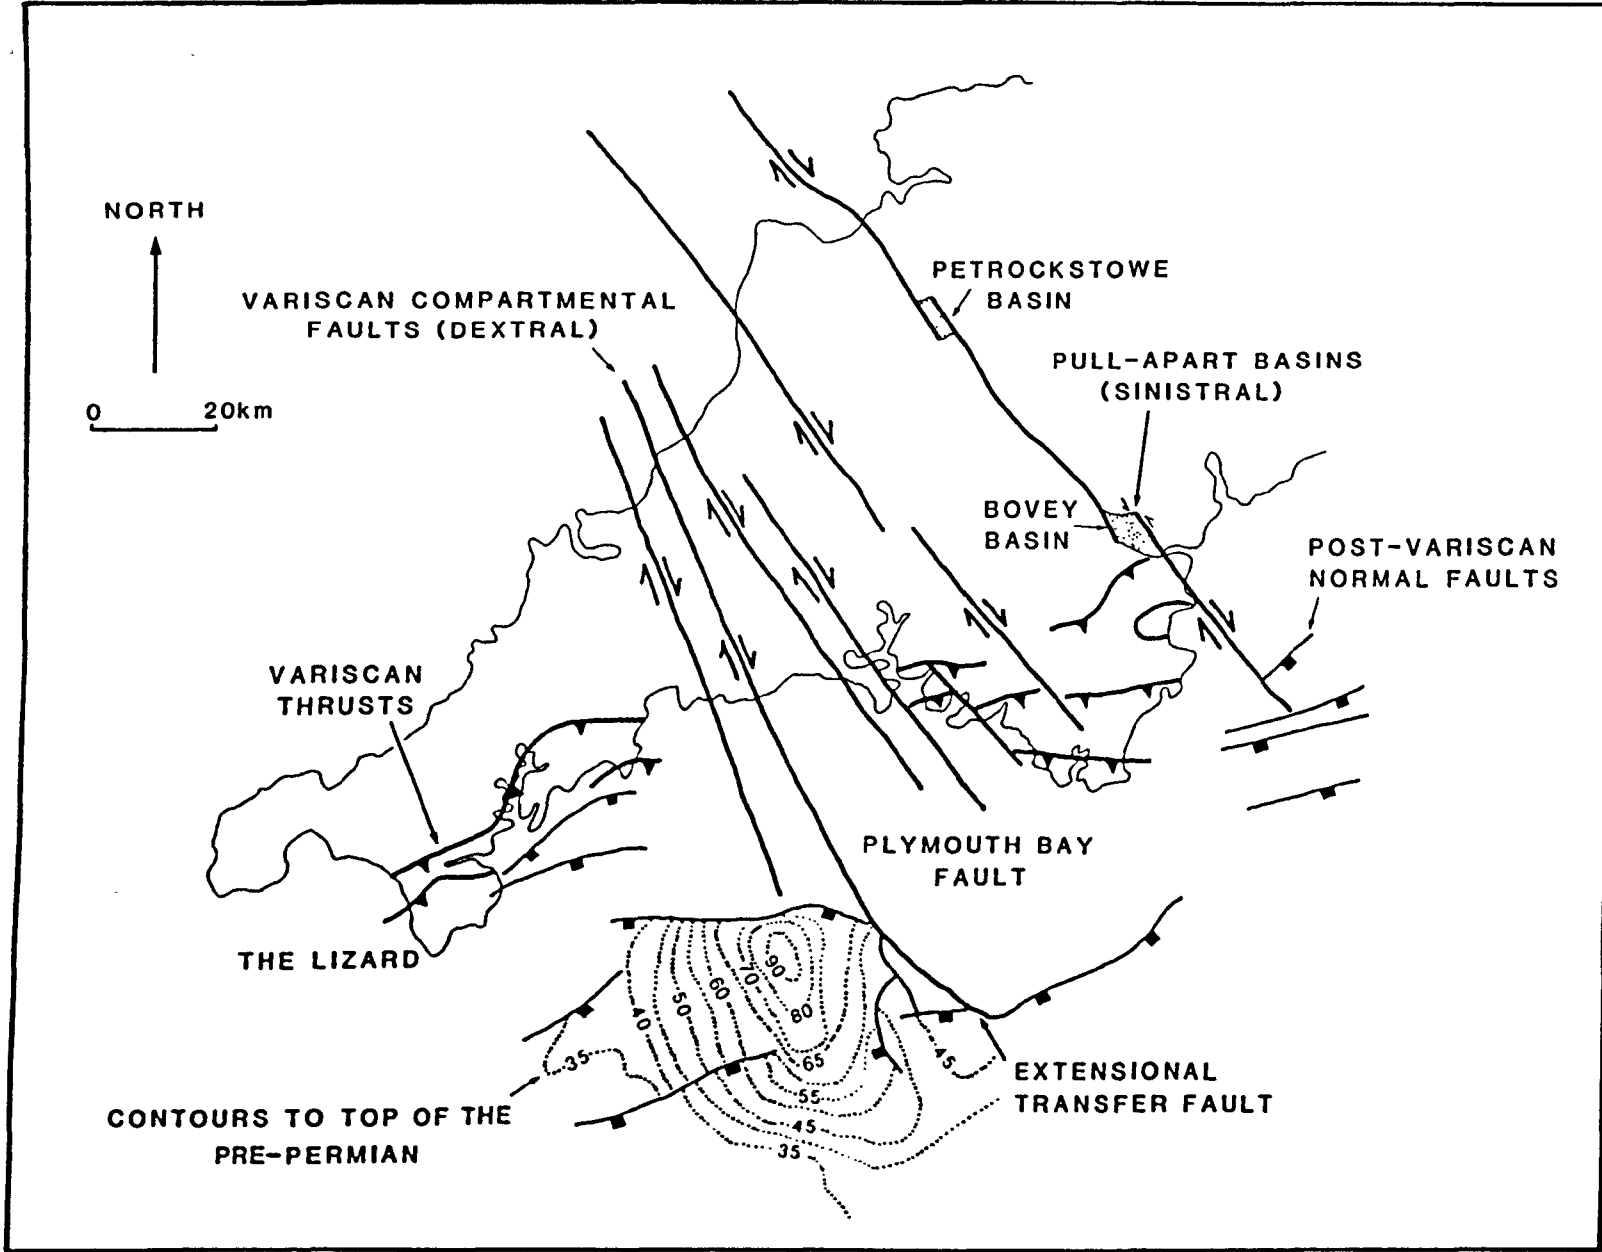 NORTH
0 20km
VARISCAN COMPARTMENTAL
FAULTS (DEXTRAL)
PETROCKSTOWE
BASIN
PULL-APART BASINS
(SINISTRAL)
BOVEY
BASIN
POST-VARISCAN
NORMAL FAULTS
VARISCAN
THRUSTS
PLYMOUTH BAY
FAULT
THE LIZARD
90
70
60
50
40
80
65
55
45
35
35
45
EXTENSIONAL
TRANSFER FAULT
CONTOURS TO TOP OF THE
PRE-PERMIAN